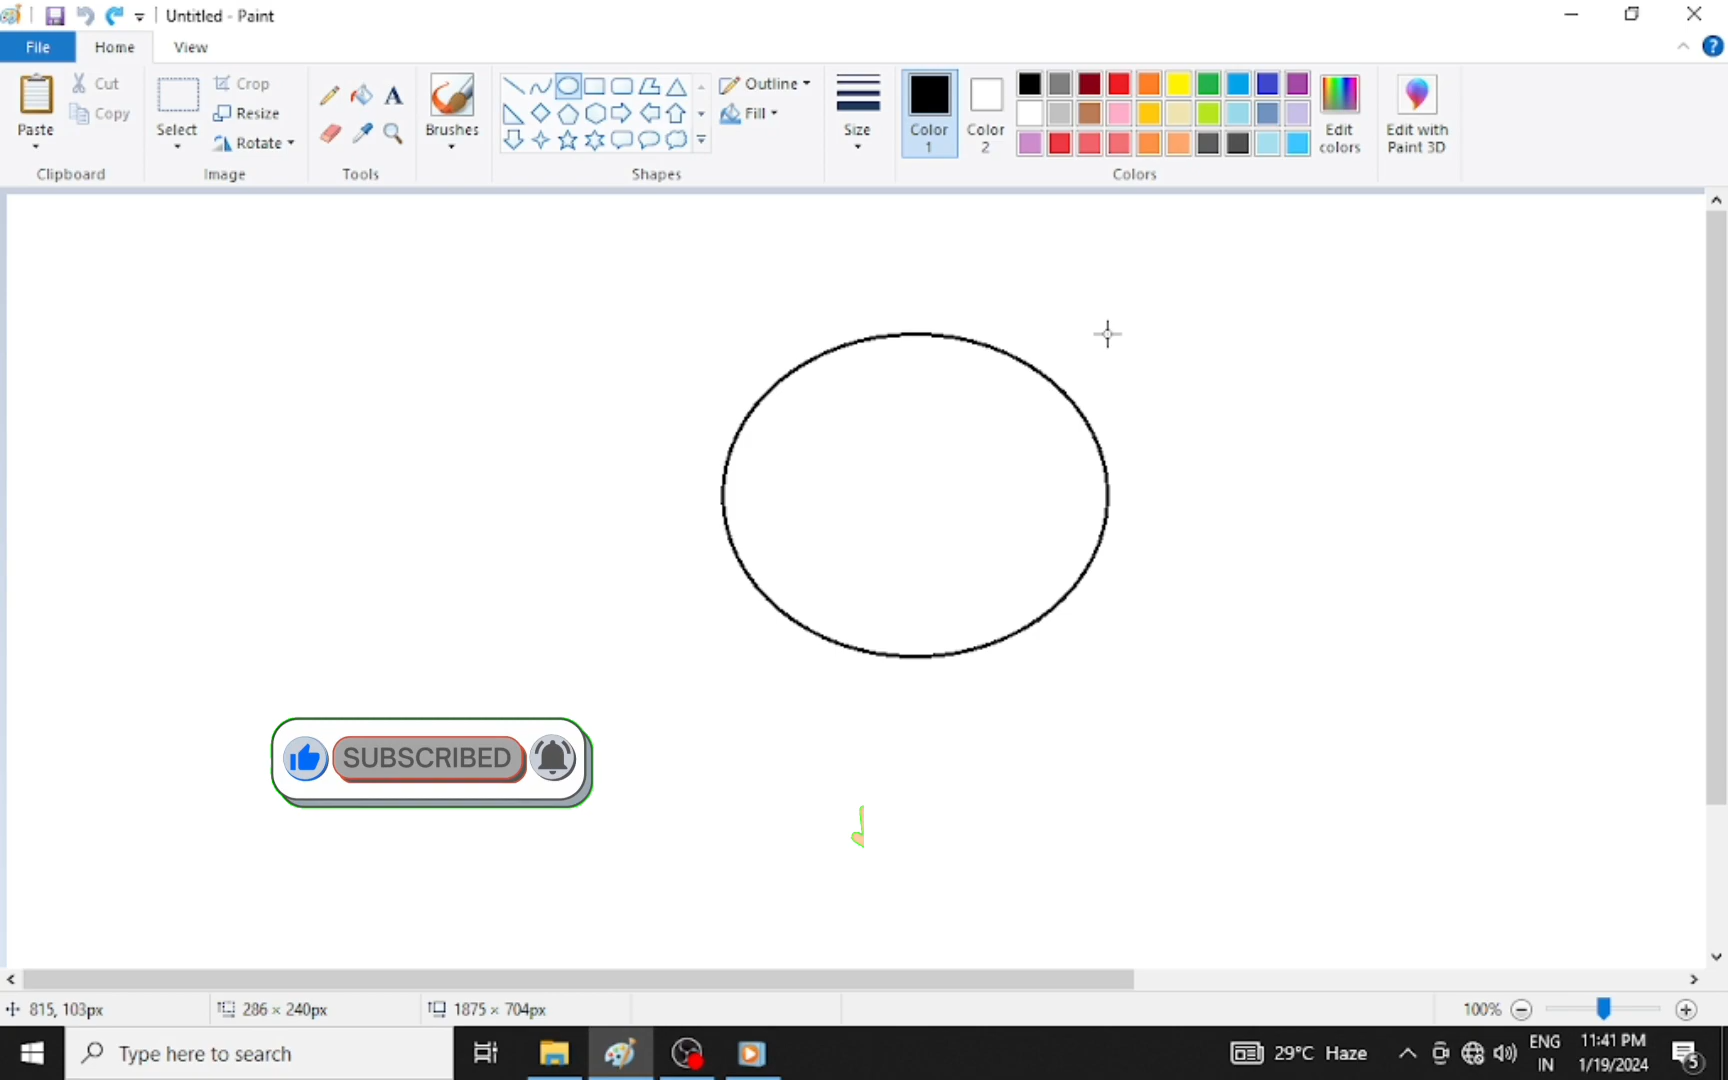 Untitled - Paint
File Home View
Paste
Cut
Copy
Clipboard
Select
Crop
Resize
Rotate
Image
Tools
Brushes
Outline
Fill
Shapes
Size
Color 1
Color 2
Edit colors
Colors
Edit with Paint 3D
SUBSCRIBED
815, 103px
286 × 240px
1875 × 704px
100%
Type here to search
29°C Haze
ENG
IN
11:41 PM
1/19/2024
5